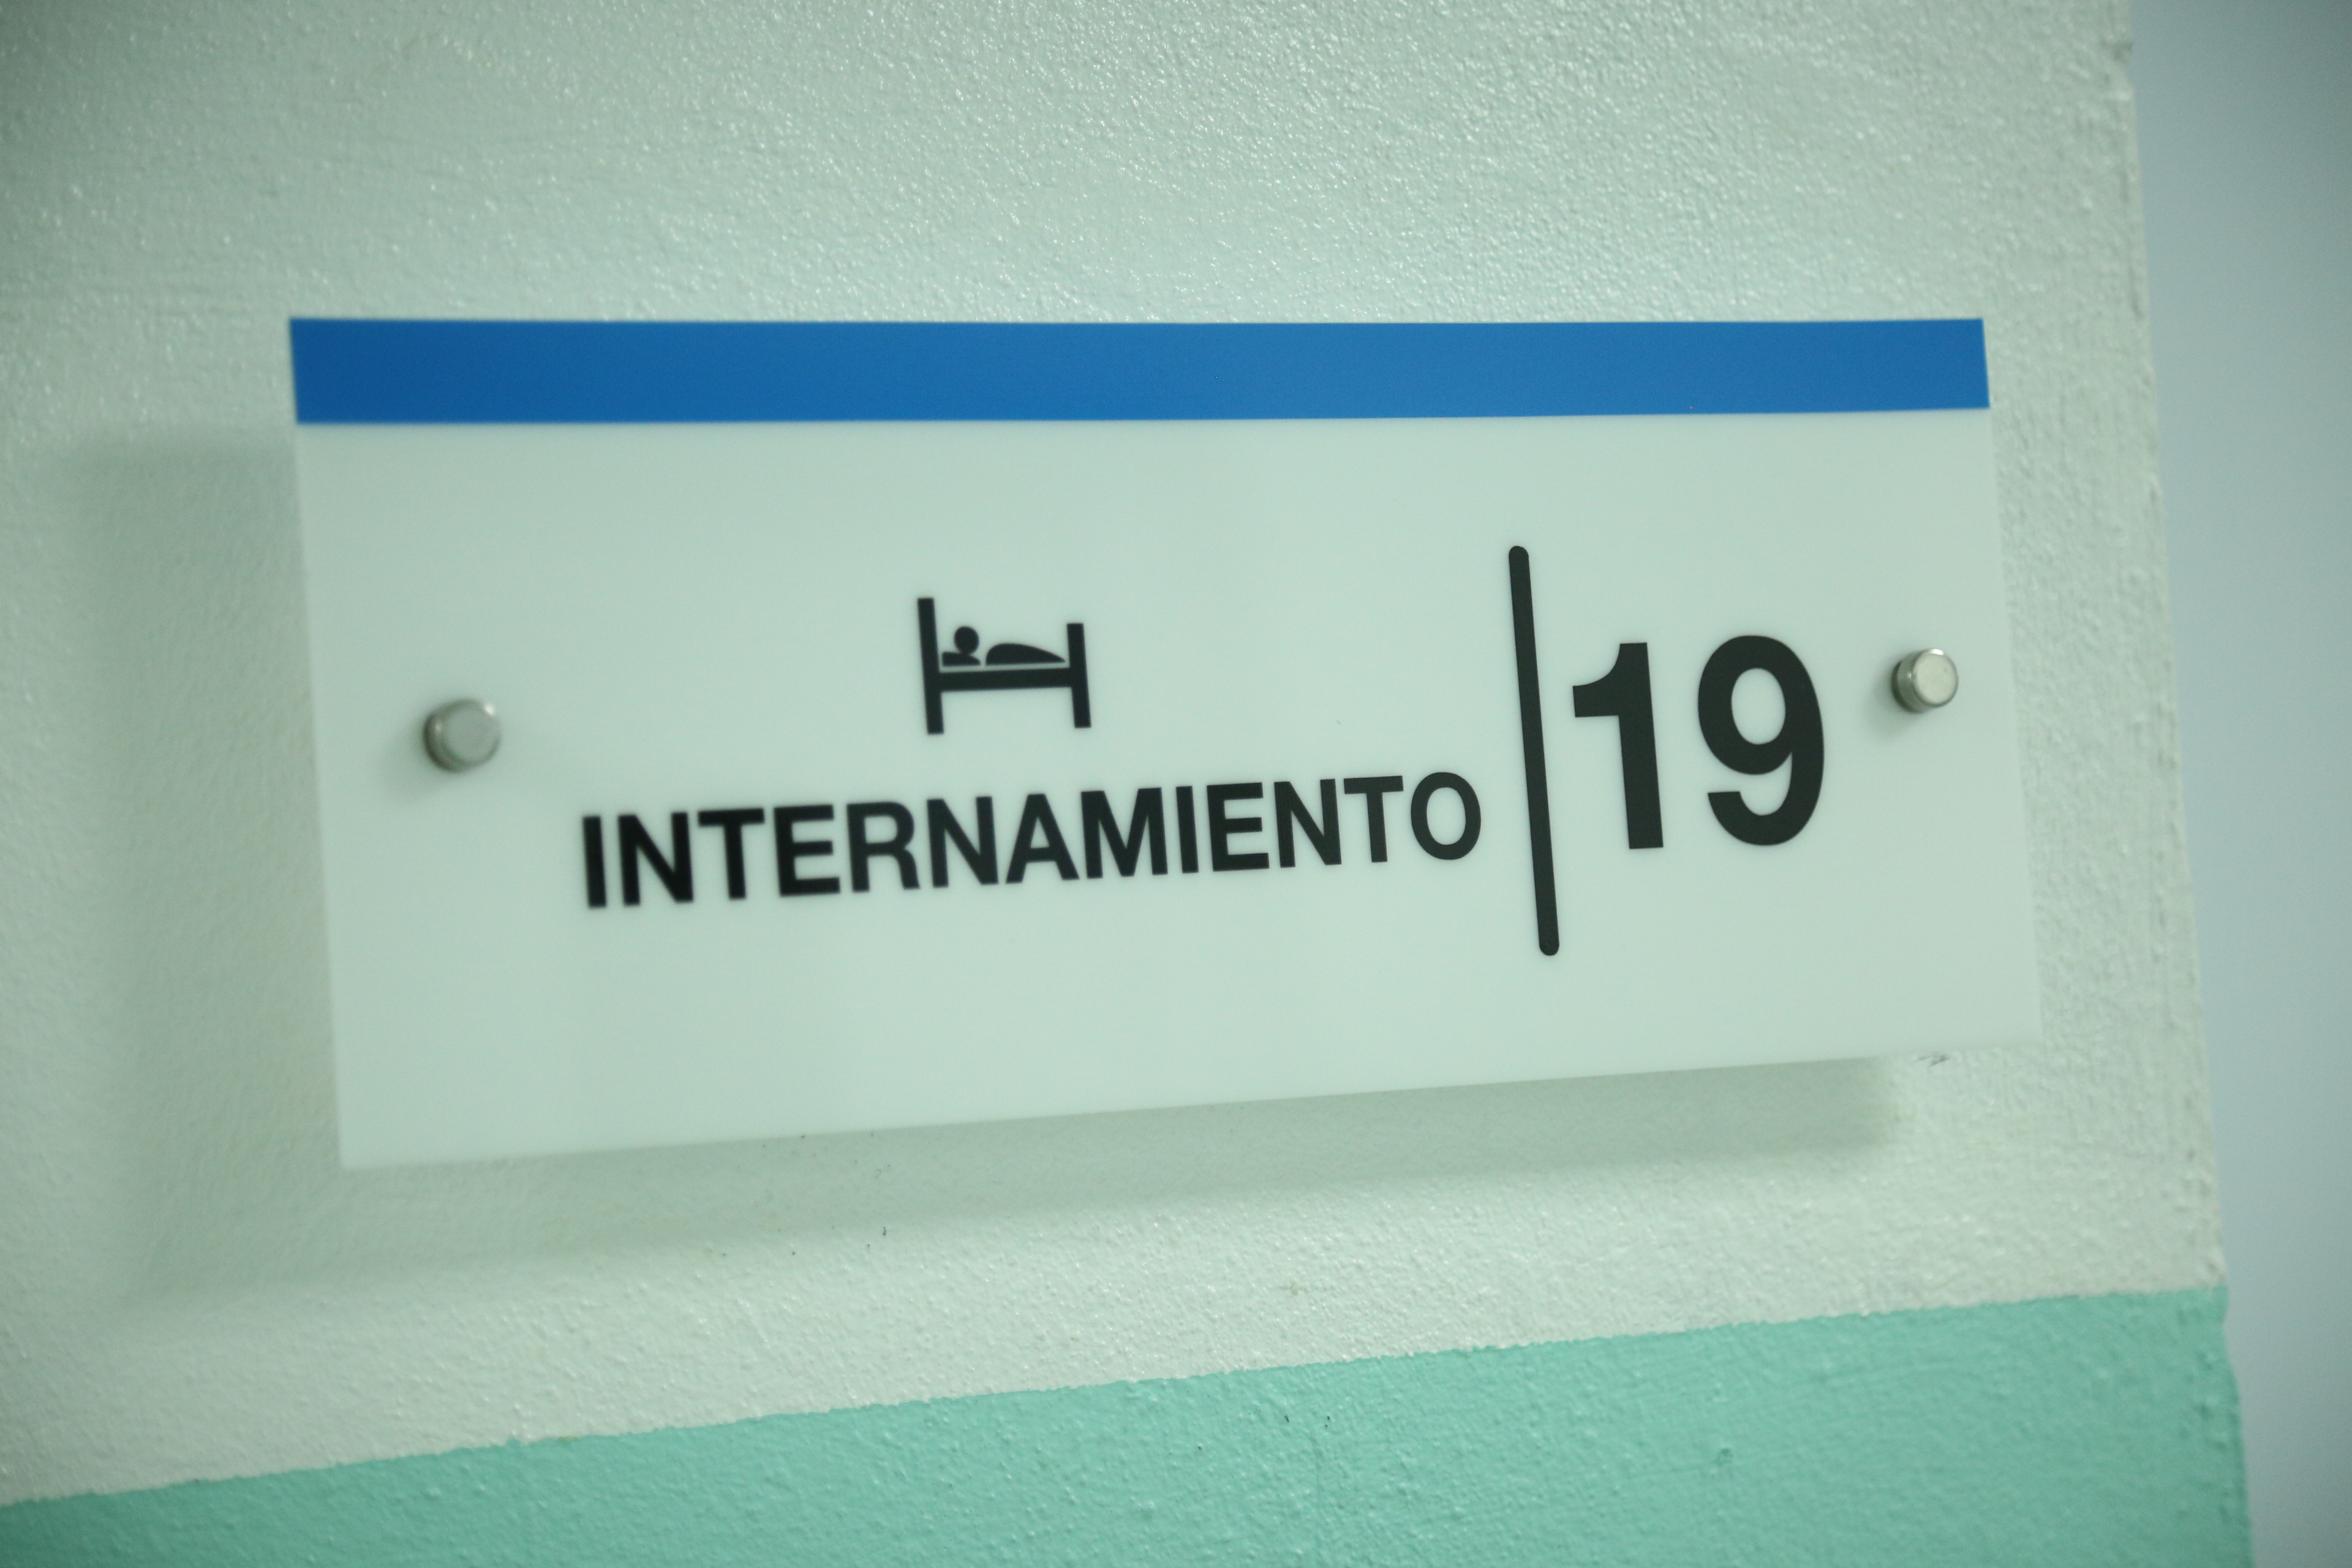 INTERNAMIENTO
19